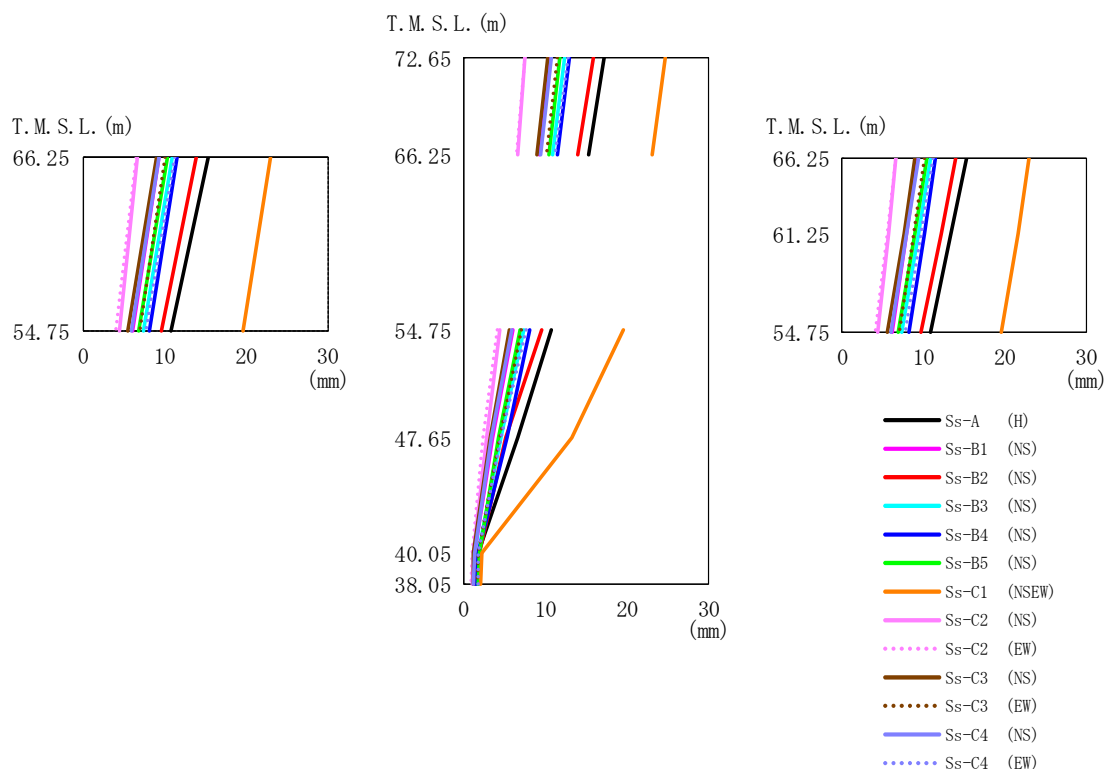 T.M.S.L.(m)
72.65
66.25
54.75
47.65
40.05
38.05
0 10 20 30
(mm)
T.M.S.L.(m)
66.25
54.75
0 10 20 30
(mm)
T.M.S.L.(m)
66.25
61.25
54.75
0 10 20 30
(mm)
Ss-A (H)
Ss-B1 (NS)
Ss-B2 (NS)
Ss-B3 (NS)
Ss-B4 (NS)
Ss-B5 (NS)
Ss-C1 (NSEW)
Ss-C2 (NS)
Ss-C2 (EW)
Ss-C3 (NS)
Ss-C3 (EW)
Ss-C4 (NS)
Ss-C4 (EW)